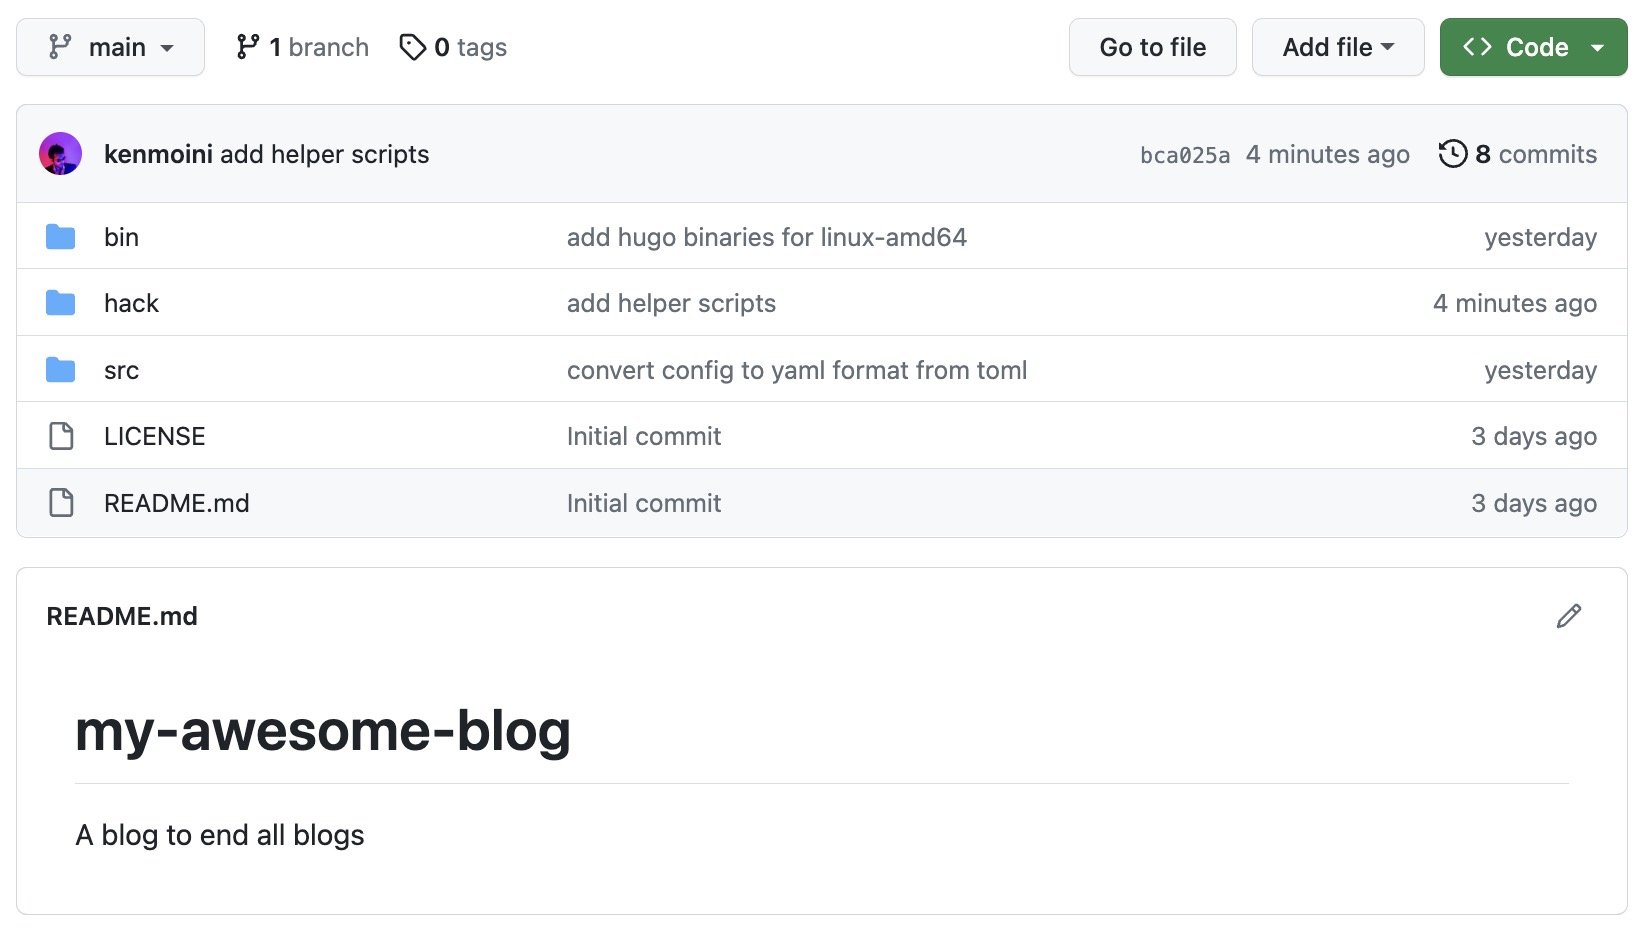 main 1 branch 0 tags Go to file Add file Code
kenmoini add helper scripts bca025a 4 minutes ago 8 commits
bin add hugo binaries for linux-amd64 yesterday
hack add helper scripts 4 minutes ago
src convert config to yaml format from toml yesterday
LICENSE Initial commit 3 days ago
README.md Initial commit 3 days ago
README.md
my-awesome-blog
A blog to end all blogs